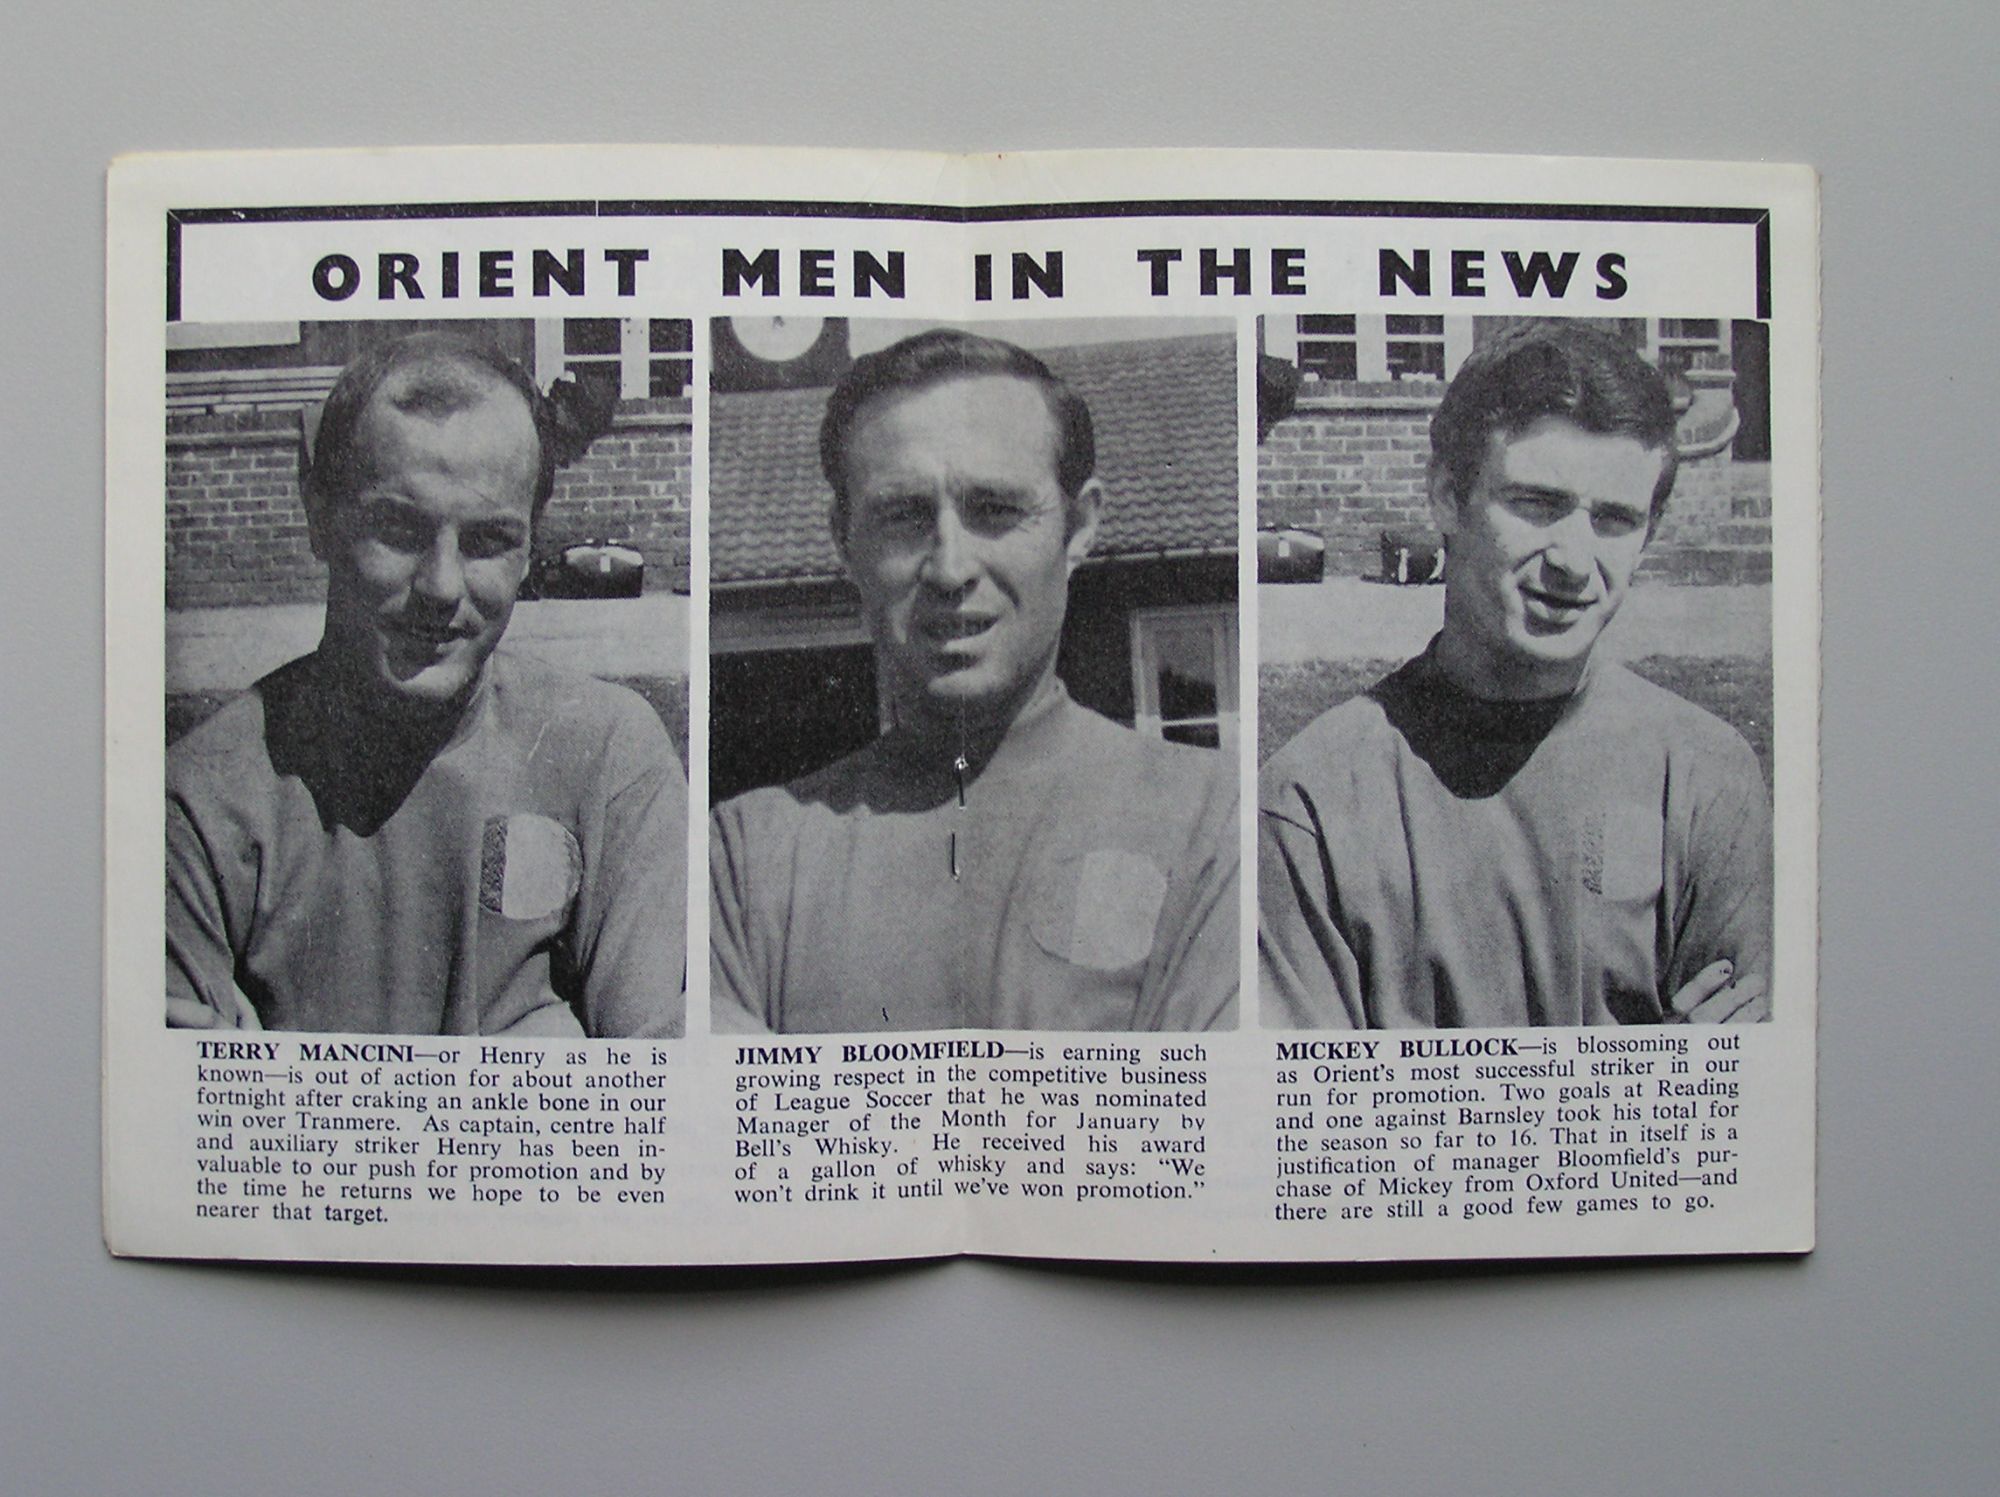 ORIENT MEN IN THE NEWS
TERRY MANCINI—or Henry as he is
known—is out of action for about another
fortnight after craking an ankle bone in our
win over Tranmere. As captain, centre half
and auxiliary striker Henry has been in-
valuable to our push for promotion and by
the time he returns we hope to be even
nearer that target.
JIMMY BLOOMFIELD—is earning such
growing respect in the competitive business
of League Soccer that he was nominated
Manager of the Month for January by
Bell's Whisky. He received his award
of a gallon of whisky and says: “We
won't drink it until we've won promotion.”
MICKEY BULLOCK—is blossoming out
as Orient's most successful striker in our
run for promotion. Two goals at Reading
and one against Barnsley took his total for
the season so far to 16. That in itself is a
justification of manager Bloomfield's pur-
chase of Mickey from Oxford United—and
there are still a good few games to go.